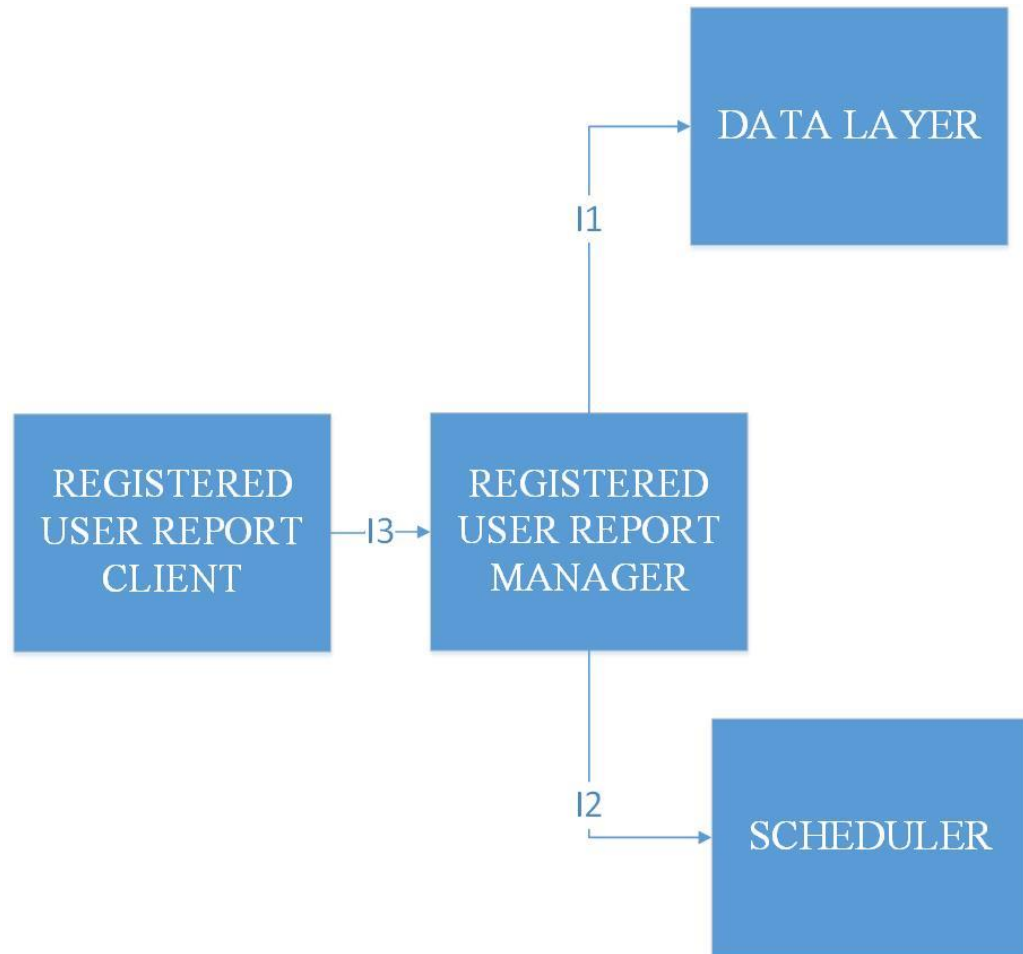 DATA LAYER
I1
REGISTERED
USER REPORT
CLIENT
I3
REGISTERED
USER REPORT
MANAGER
I2
SCHEDULER